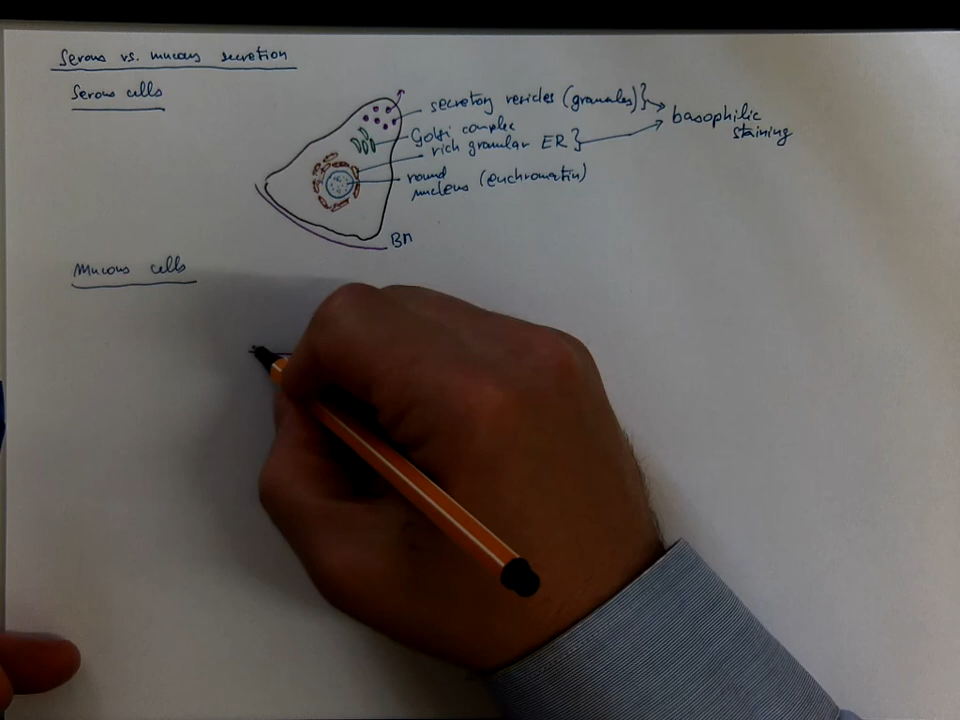 Serous vs. mucous secretion
Serous cells
secretory vesicles (granules)
Golgi complex
rich granular ER
basophilic
staining
round
nucleus (euchromatin)
BM
Mucous cells